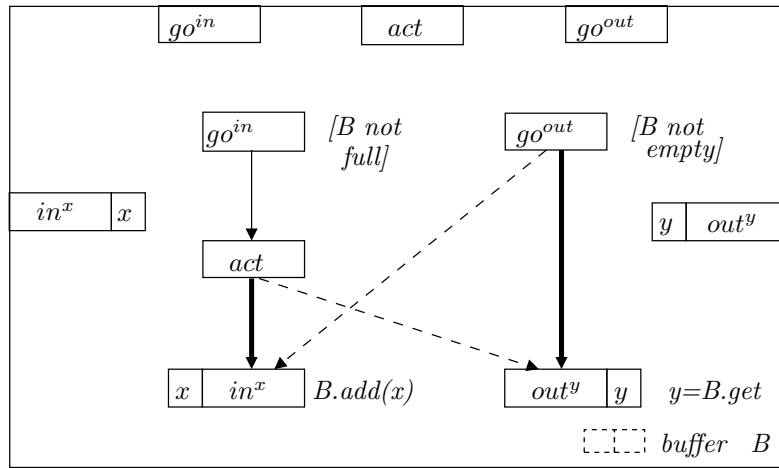 go^in act go^out
go^in [B not full] go^out [B not empty]
in^x x y out^y
act
x in^x B.add(x) out^y y y=B.get
buffer B